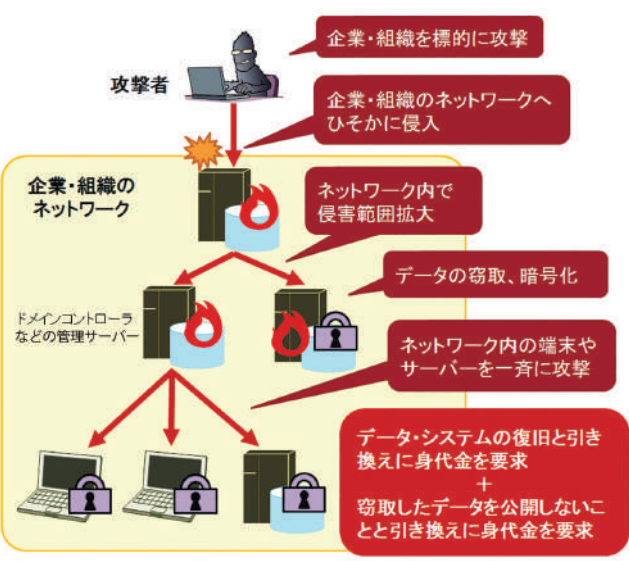 企業・組織を標的に攻撃
攻撃者
企業・組織のネットワークへ
ひそかに侵入
企業・組織の
ネットワーク
ネットワーク内で
侵害範囲拡大
データの窃取、暗号化
ドメインコントローラ
などの管理サーバー
ネットワーク内の端末や
サーバーを一斉に攻撃
データ・システムの復旧と引き
換えに身代金を要求
＋
窃取したデータを公開しないこ
とと引き換えに身代金を要求